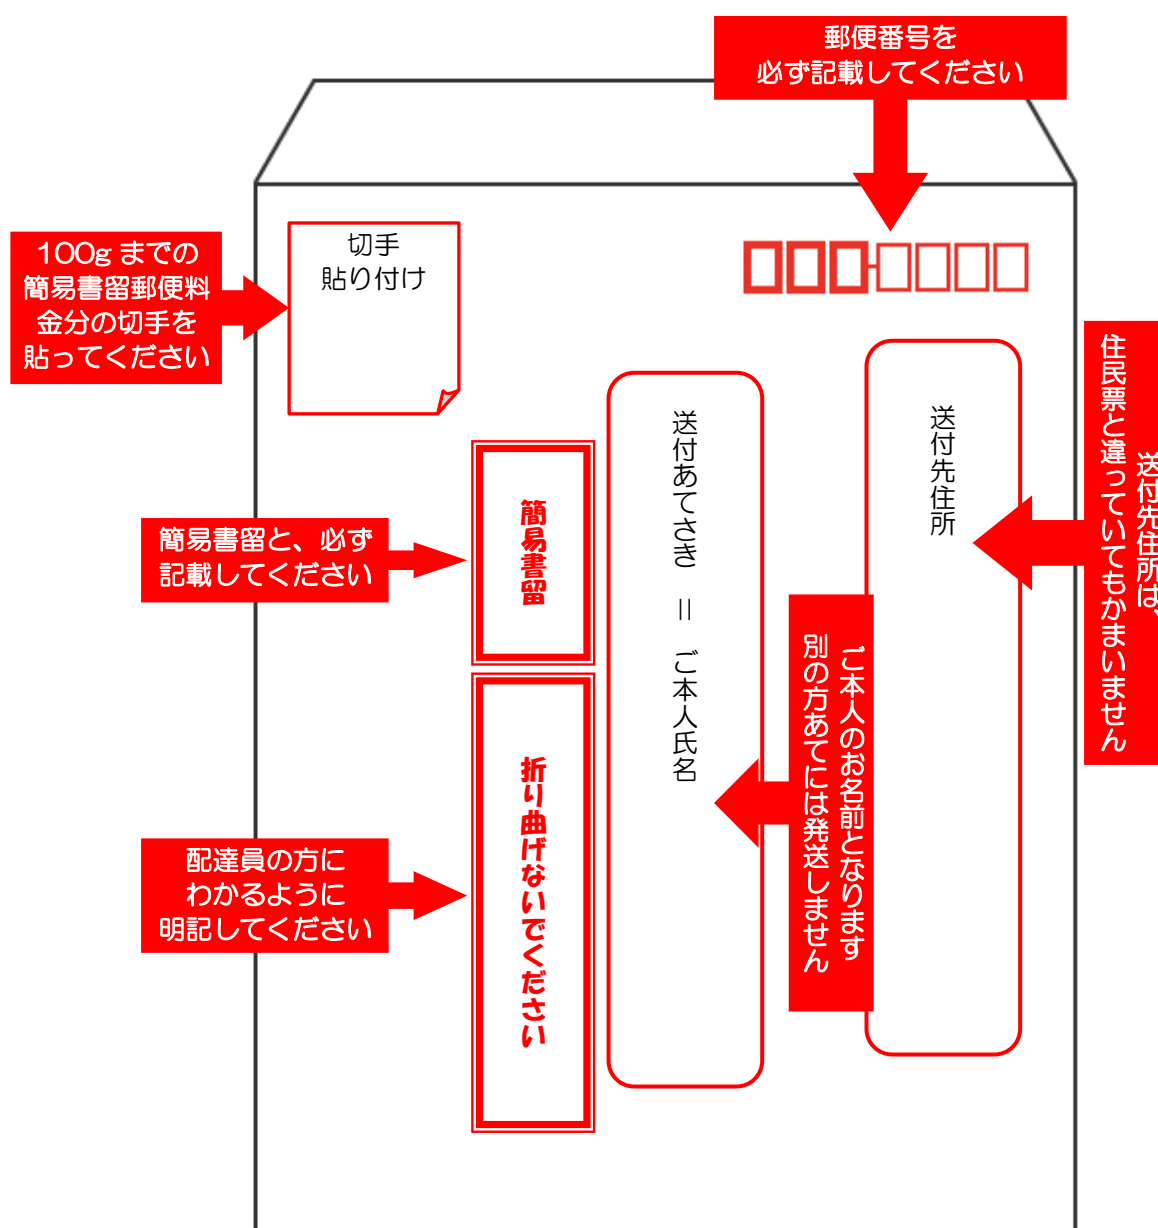 郵便番号を
必ず記載してください
100g までの
簡易書留郵便料
金分の切手を
貼ってください
切手
貼り付け
送付先住所は、
住民票と違っていてもかまいません
送付先住所
送付あてさき ＝ ご本人氏名
ご本人のお名前となります
別の方あてには発送しません
簡易書留と、必ず
記載してください
簡易書留
配達員の方に
わかるように
明記してください
折り曲げないでください